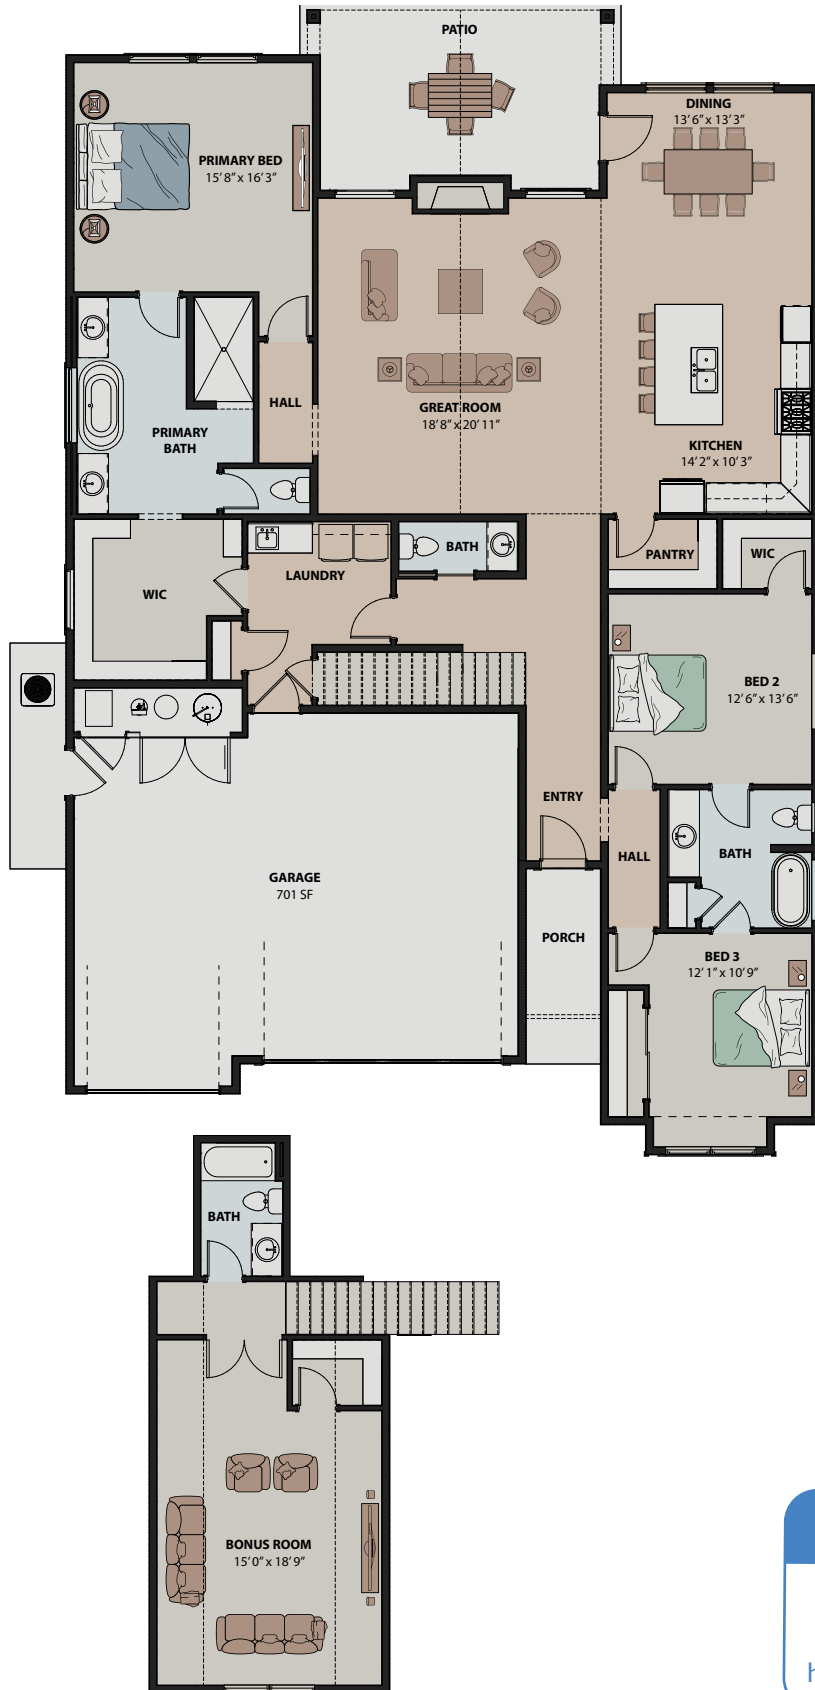 PATIO
DINING
13'6" x 13'3"
PRIMARY BED
15'8" x 16'3"
HALL
GREAT ROOM
18'8" x 20'11"
PRIMARY
BATH
KITCHEN
14'2" x 10'3"
BATH
PANTRY
WIC
LAUNDRY
WIC
BED 2
12'6" x 13'6"
ENTRY
HALL
BATH
GARAGE
701 SF
PORCH
BED 3
12'1" x 10'9"
BATH
BONUS ROOM
15'0" x 18'9"
h